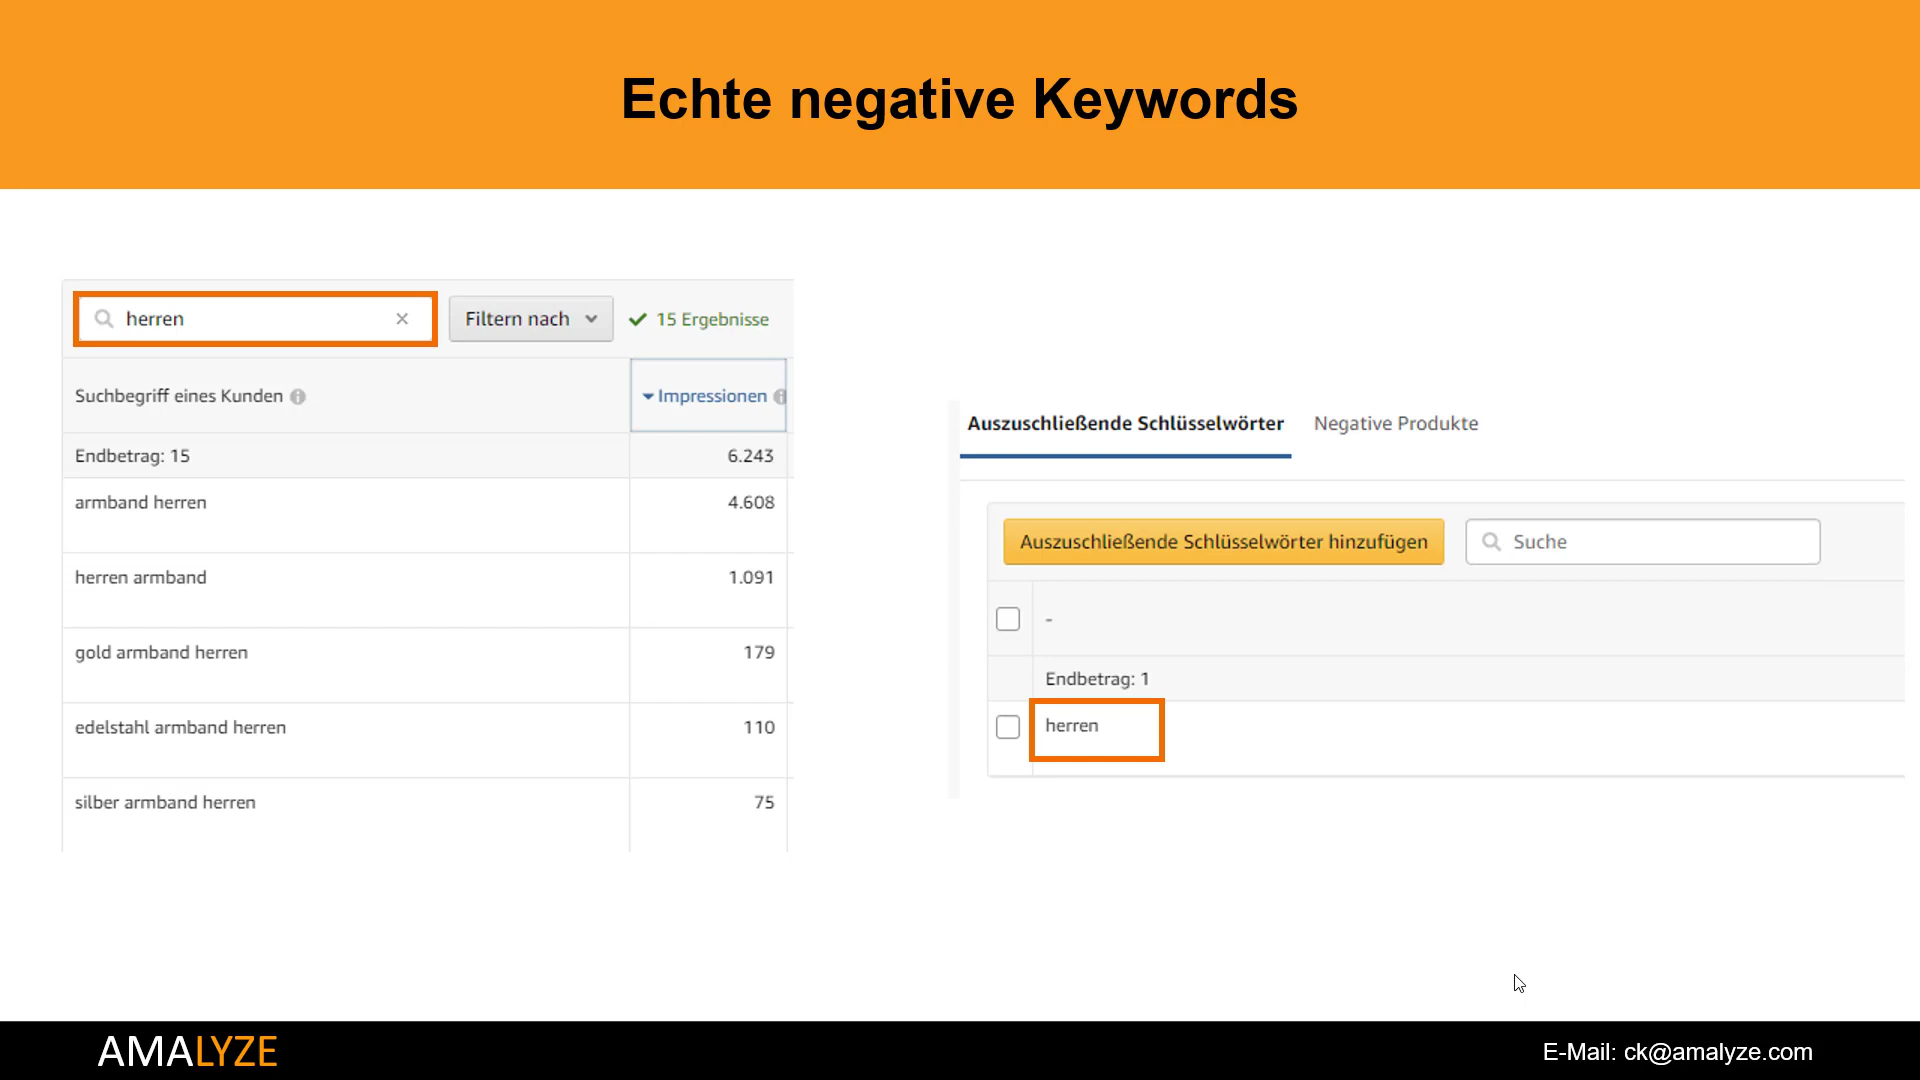 Echte negative Keywords
herren
Filtern nach
15 Ergebnisse
Suchbegriff eines Kunden
Impressionen
Endbetrag: 15
6.243
armband herren
4.608
herren armband
1.091
gold armband herren
179
edelstahl armband herren
110
silber armband herren
75
Auszuschließende Schlüsselwörter
Negative Produkte
Auszuschließende Schlüsselwörter hinzufügen
Suche
-
Endbetrag: 1
herren
AMALYZE
E-Mail: ck@amalyze.com